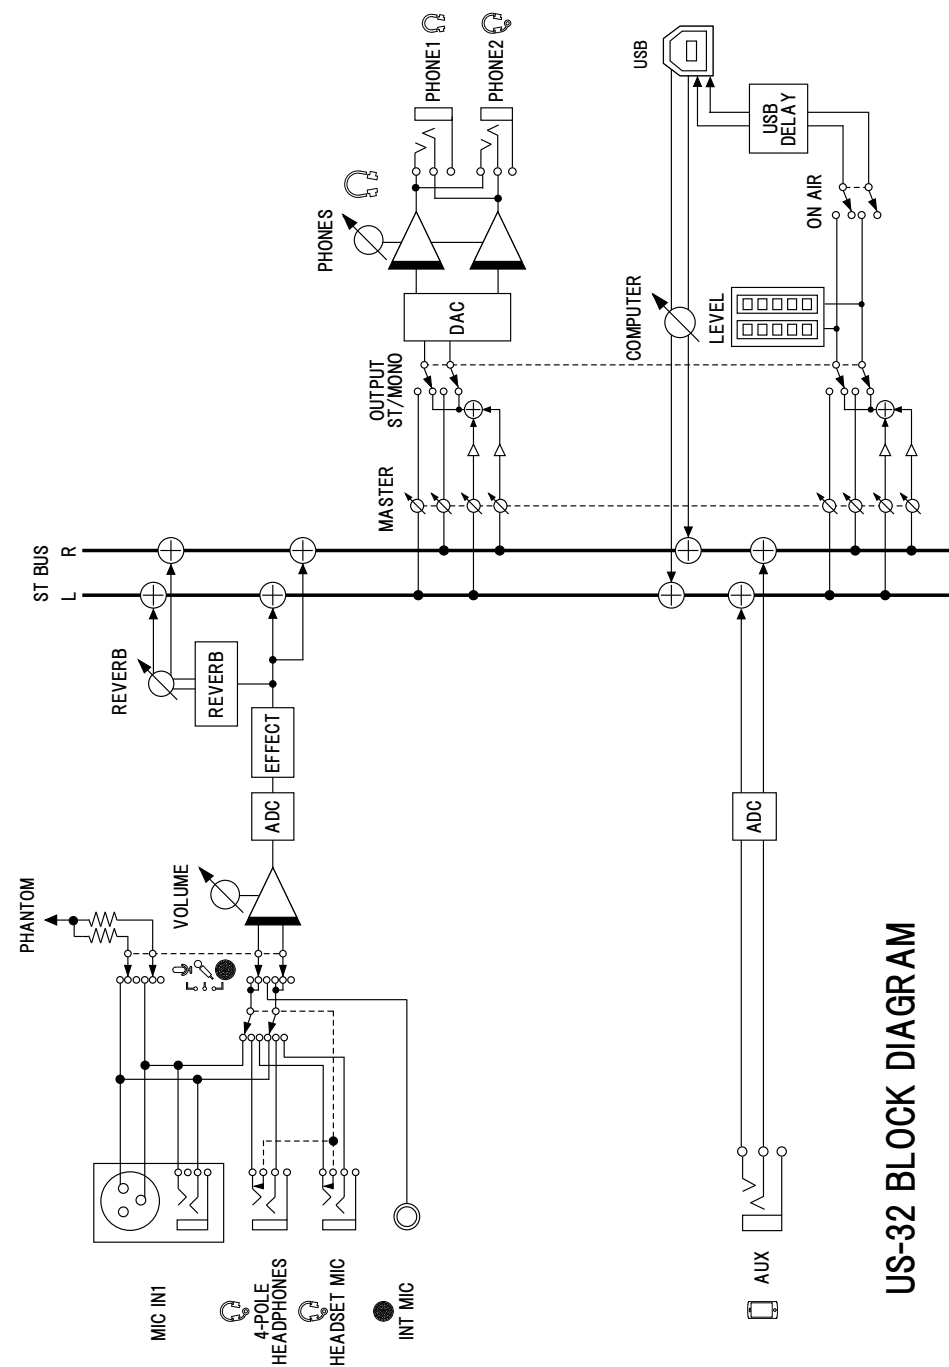 US-32 BLOCK DIAGRAM
MIC IN1
4-POLE
HEADPHONES
HEADSET MIC
INT MIC
AUX
PHANTOM
VOLUME
ADC
EFFECT
REVERB
REVERB
ADC
ST BUS
L
R
MASTER
OUTPUT
ST/MONO
DAC
PHONES
PHONE1
PHONE2
COMPUTER
LEVEL
ON AIR
USB
DELAY
USB